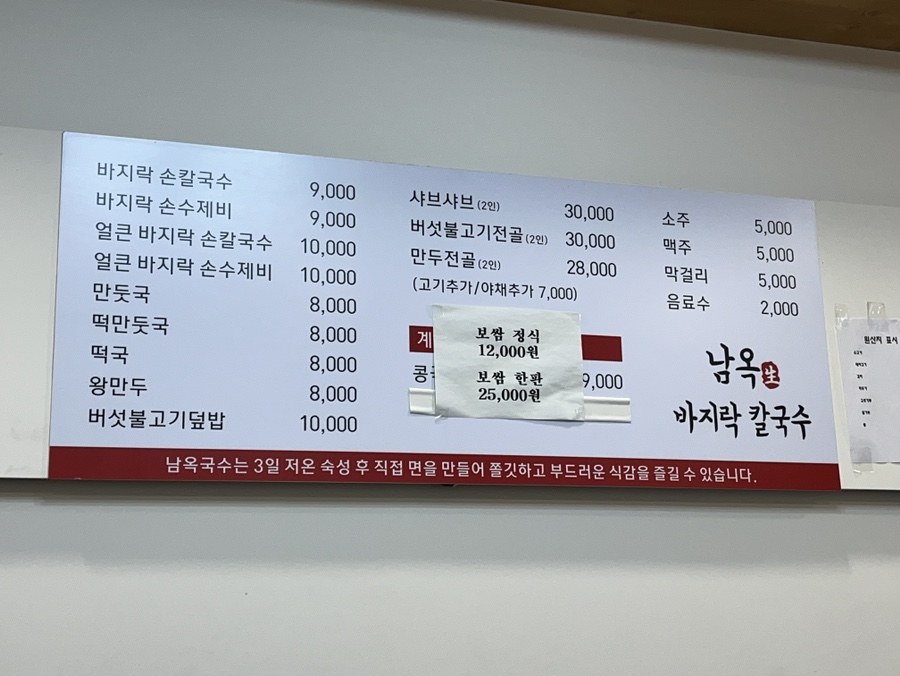 바지락 손칼국수 9,000
바지락 손수제비 9,000
얼큰 바지락 손칼국수 10,000
얼큰 바지락 손수제비 10,000
만둣국 8,000
떡만둣국 8,000
떡국 8,000
왕만두 8,000
버섯불고기덮밥 10,000
샤브샤브 (2인) 30,000
버섯불고기전골 (2인) 30,000
만두전골 (2인) 28,000
(고기추가/야채추가 7,000)
계
보쌈 정식
12,000원
보쌈 한판
25,000원
9,000
소주 5,000
맥주 5,000
막걸리 5,000
음료수 2,000
남옥 生
바지락 칼국수
남옥국수는 3일 저온 숙성 후 직접 면을 만들어 쫄깃하고 부드러운 식감을 즐길 수 있습니다.
원산지 표시